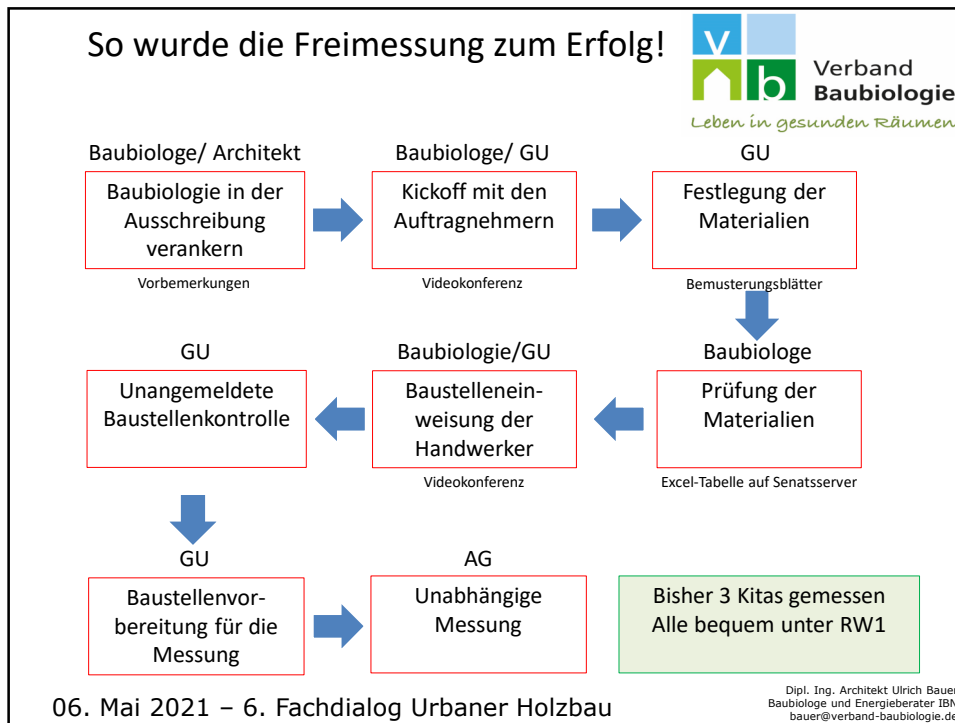 So wurde die Freimessung zum Erfolg!
v
b
Verband
Baubiologie
Leben in gesunden Räumen
Baubiologe/ Architekt
Baubiologie in der
Ausschreibung
verankern
Vorbemerkungen
Baubiologe/ GU
Kickoff mit den
Auftragnehmern
Videokonferenz
GU
Festlegung der
Materialien
Bemusterungsblätter
Baubiologe
Prüfung der
Materialien
Excel-Tabelle auf Senatsserver
Baubiologie/GU
Baustellenein-
weisung der
Handwerker
Videokonferenz
GU
Unangemeldete
Baustellenkontrolle
GU
Baustellenvor-
bereitung für die
Messung
AG
Unabhängige
Messung
Bisher 3 Kitas gemessen
Alle bequem unter RW1
06. Mai 2021 – 6. Fachdialog Urbaner Holzbau
Dipl. Ing. Architekt Ulrich Bauer
Baubiologe und Energieberater IBN
bauer@verband-baubiologie.de